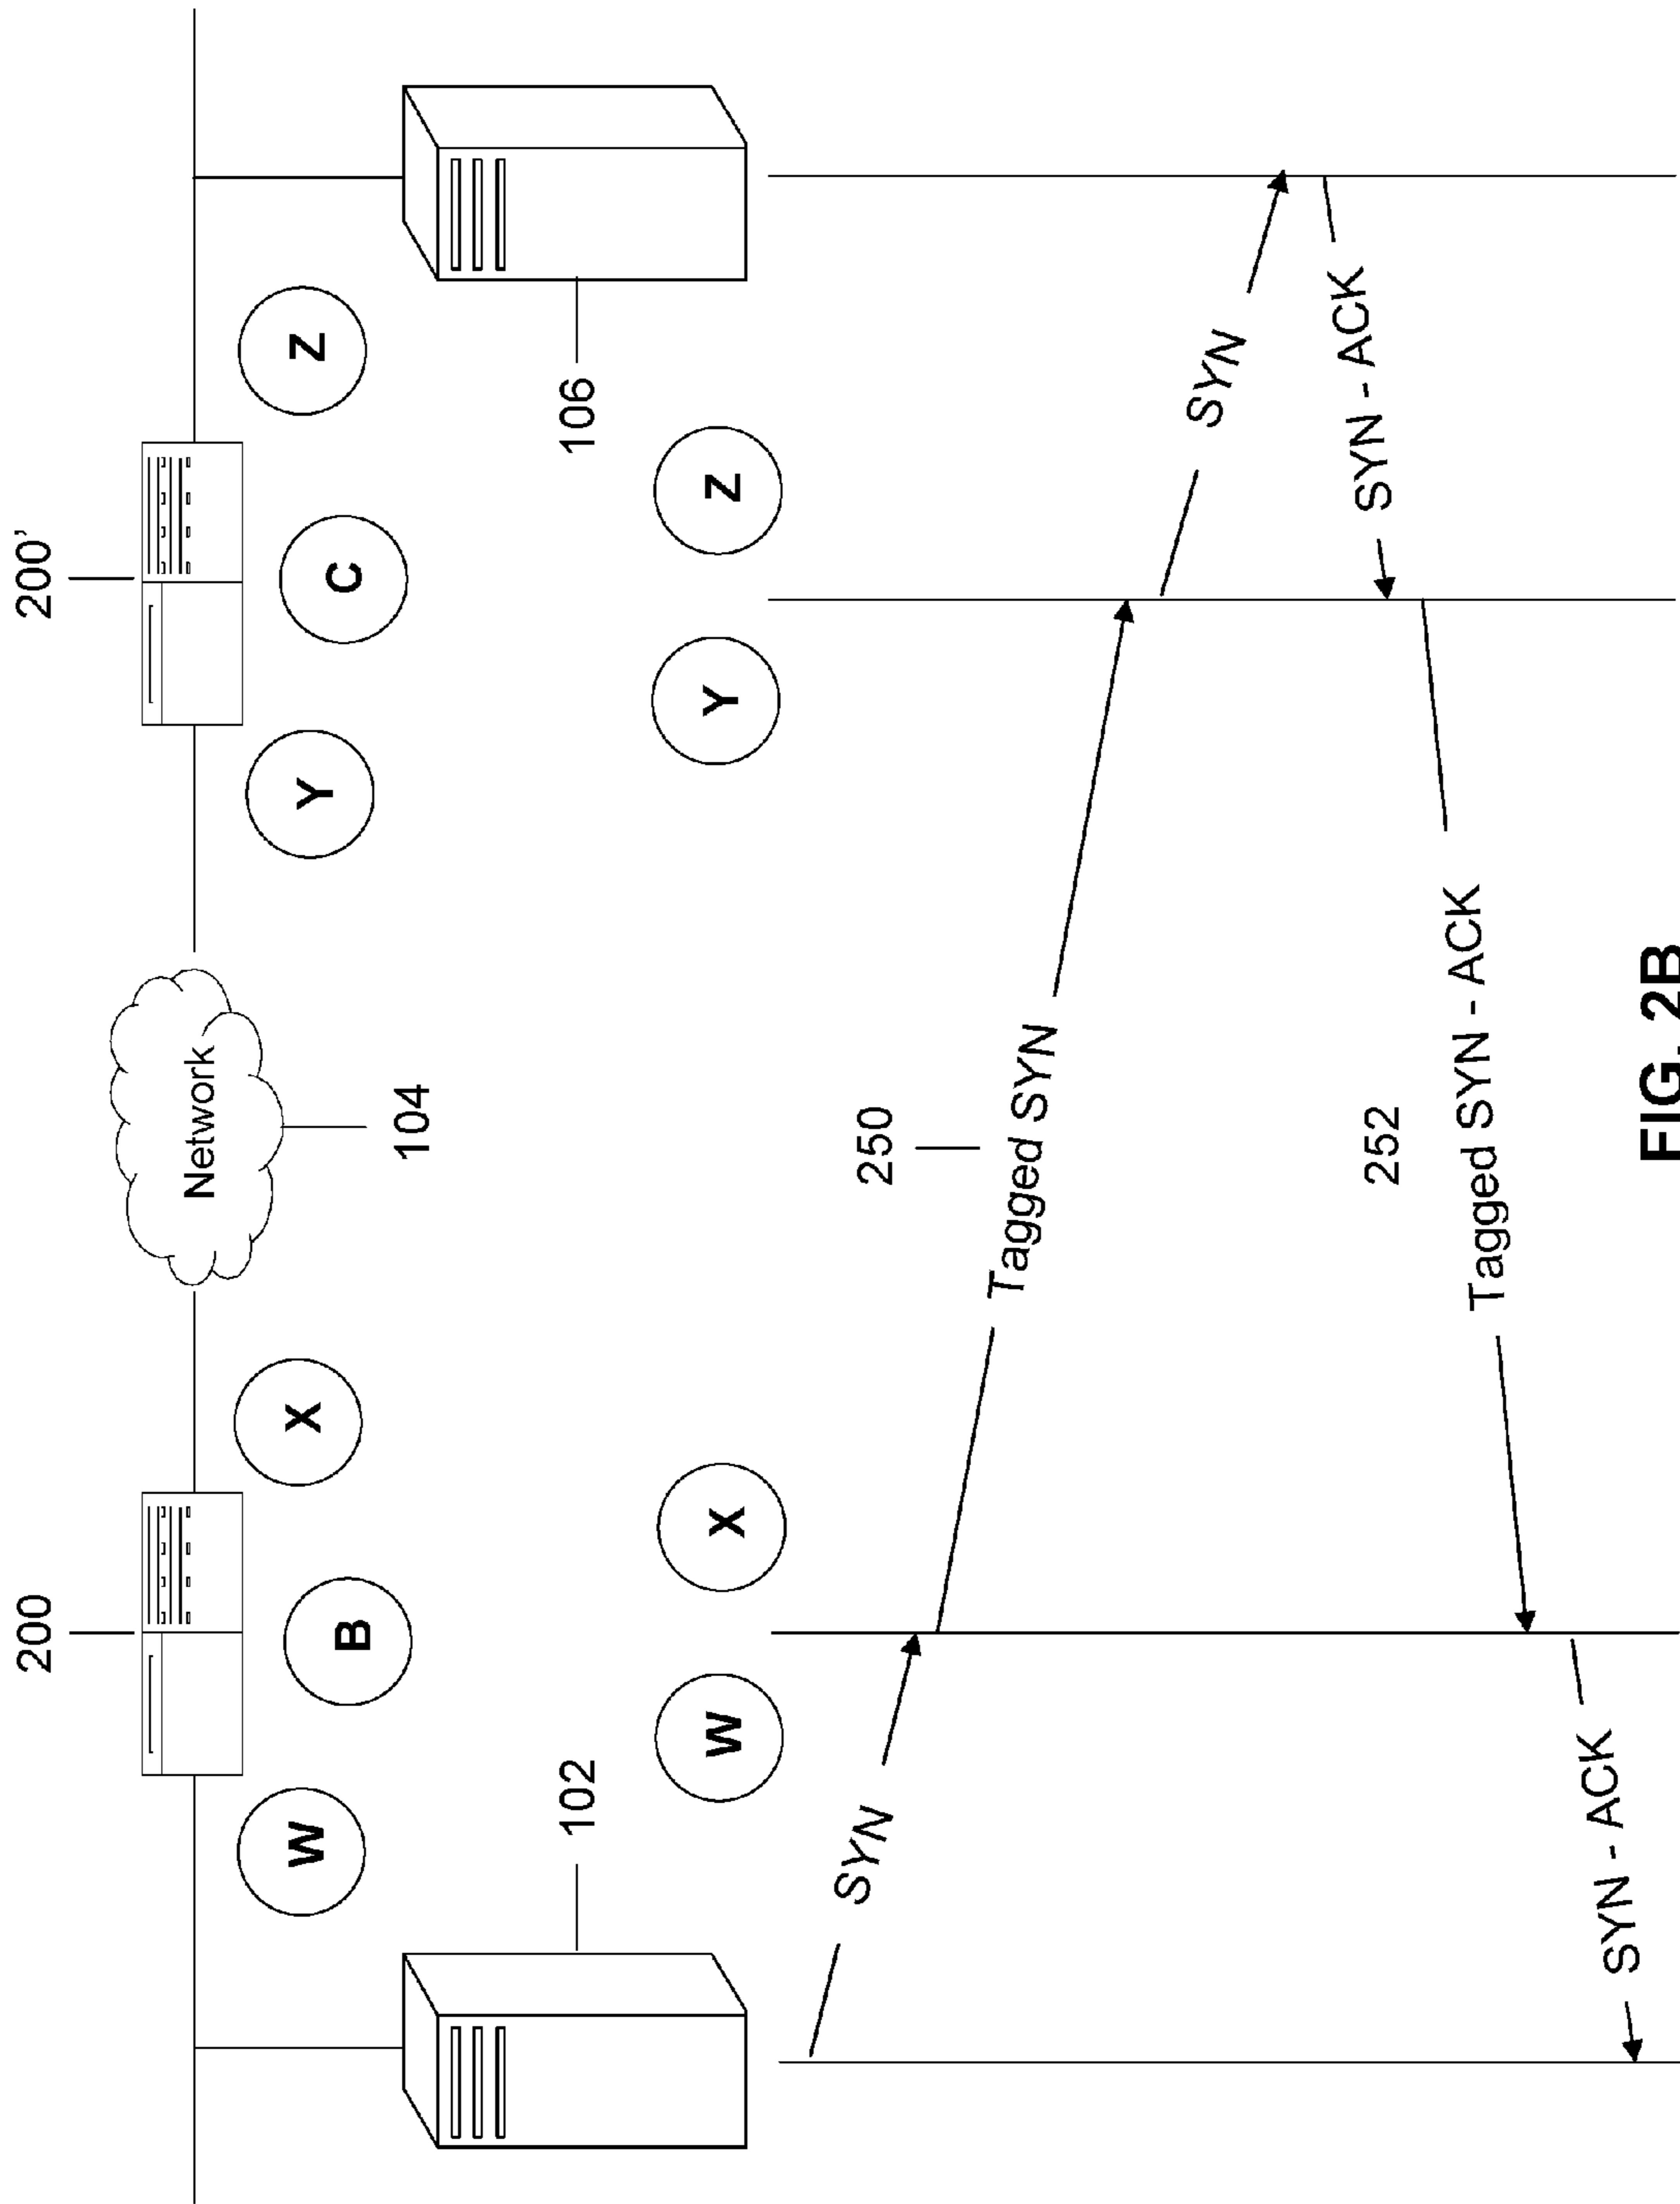 200
200'
W
B
X
Network
Y
C
Z
104
102
106
W
X
Y
Z
SYN
250
Tagged SYN
SYN
SYN - ACK
252
Tagged SYN - ACK
SYN - ACK
FIG. 2B